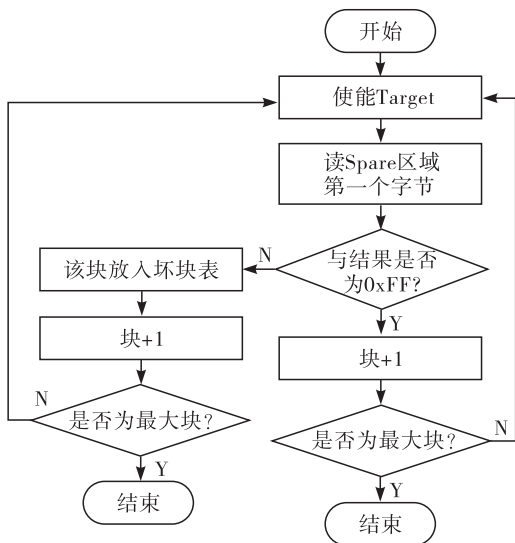 开始
使能Target
读Spare区域
第一个字节
与结果是否
为0xFF?
N
Y
该块放入坏块表
块+1
块+1
N
是否为最大块?
是否为最大块?
N
Y
Y
结束
结束